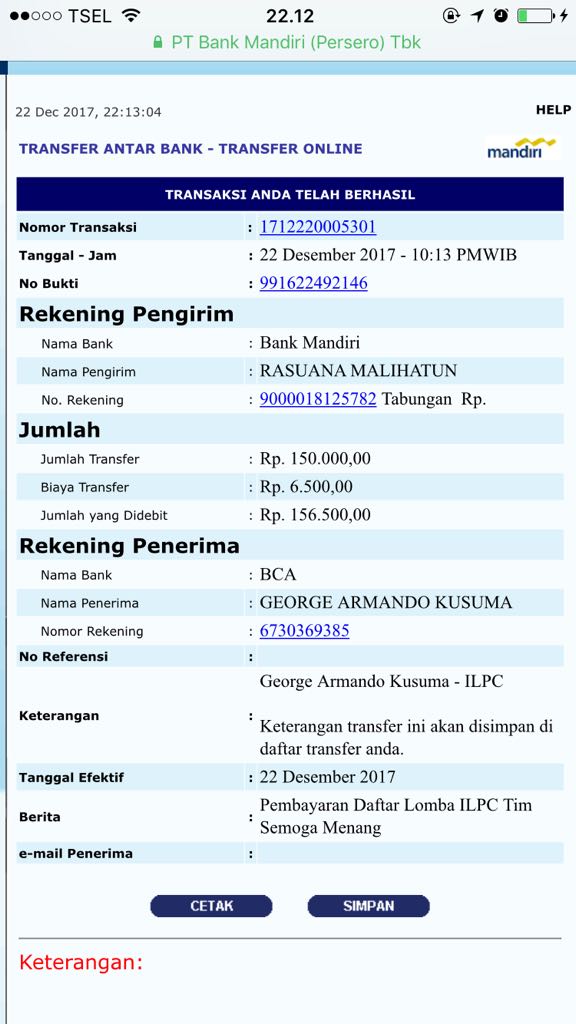 TSEL 22.12
PT Bank Mandiri (Persero) Tbk
22 Dec 2017, 22:13:04 HELP
TRANSFER ANTAR BANK - TRANSFER ONLINE mandiri
TRANSAKSI ANDA TELAH BERHASIL
Nomor Transaksi : 1712220005301
Tanggal - Jam : 22 Desember 2017 - 10:13 PMWIB
No Bukti : 991622492146
Rekening Pengirim
Nama Bank : Bank Mandiri
Nama Pengirim : RASUANA MALIHATUN
No. Rekening : 9000018125782 Tabungan Rp.
Jumlah
Jumlah Transfer : Rp. 150.000,00
Biaya Transfer : Rp. 6.500,00
Jumlah yang Didebit : Rp. 156.500,00
Rekening Penerima
Nama Bank : BCA
Nama Penerima : GEORGE ARMANDO KUSUMA
Nomor Rekening : 6730369385
No Referensi :
George Armando Kusuma - ILPC
Keterangan :
Keterangan transfer ini akan disimpan di
daftar transfer anda.
Tanggal Efektif : 22 Desember 2017
Berita : Pembayaran Daftar Lomba ILPC Tim
Semoga Menang
e-mail Penerima :
CETAK SIMPAN
Keterangan: